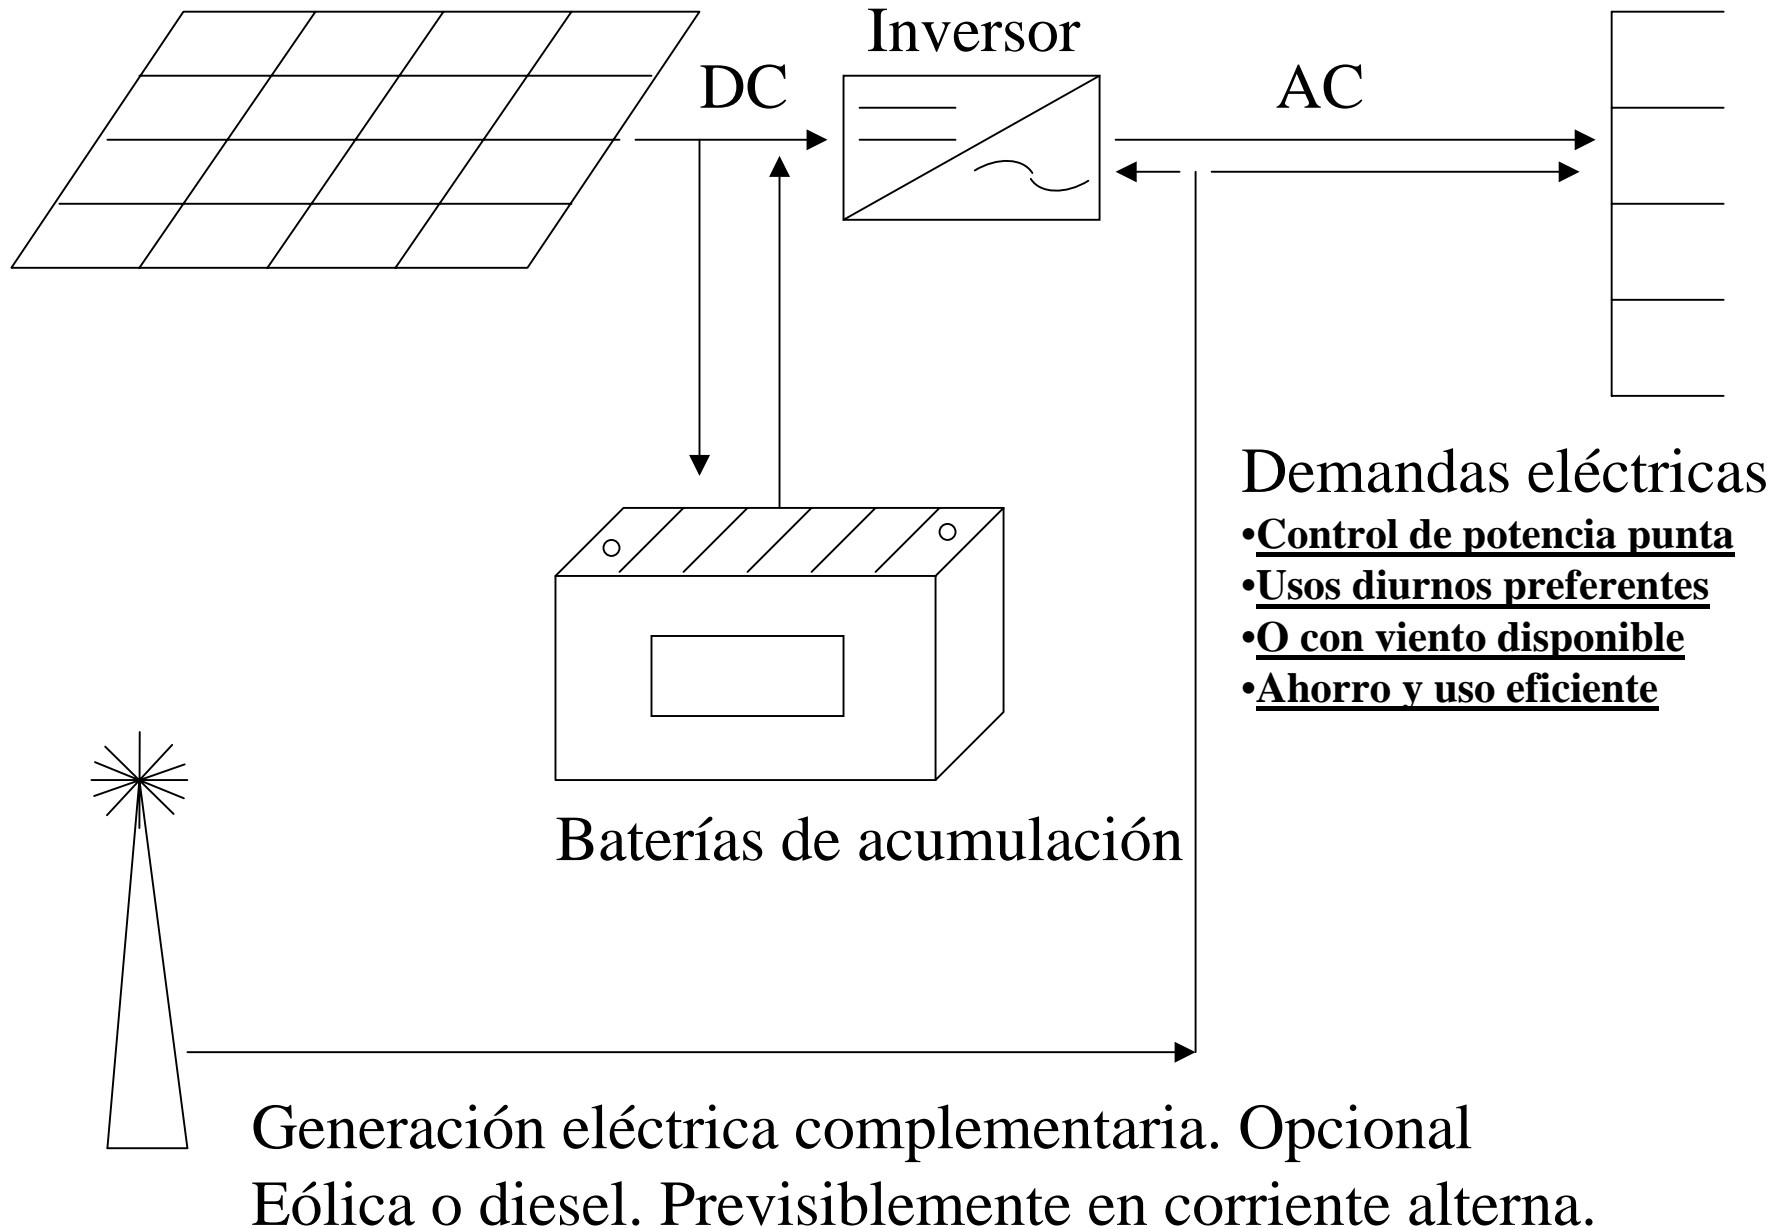 Inversor
DC
AC
Demandas eléctricas
•Control de potencia punta
•Usos diurnos preferentes
•O con viento disponible
•Ahorro y uso eficiente
Baterías de acumulación
Generación eléctrica complementaria. Opcional
Eólica o diesel. Previsiblemente en corriente alterna.